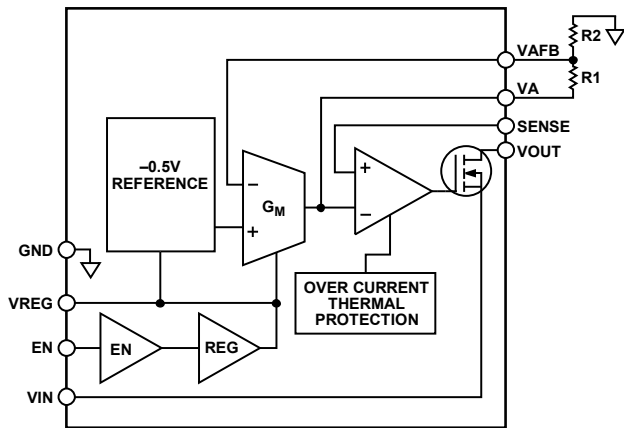 R2
VAFB
R1
VA
SENSE
VOUT
–0.5V
REFERENCE
–
GM
+
+
–
GND
OVER CURRENT
THERMAL
PROTECTION
VREG
EN
EN
REG
VIN